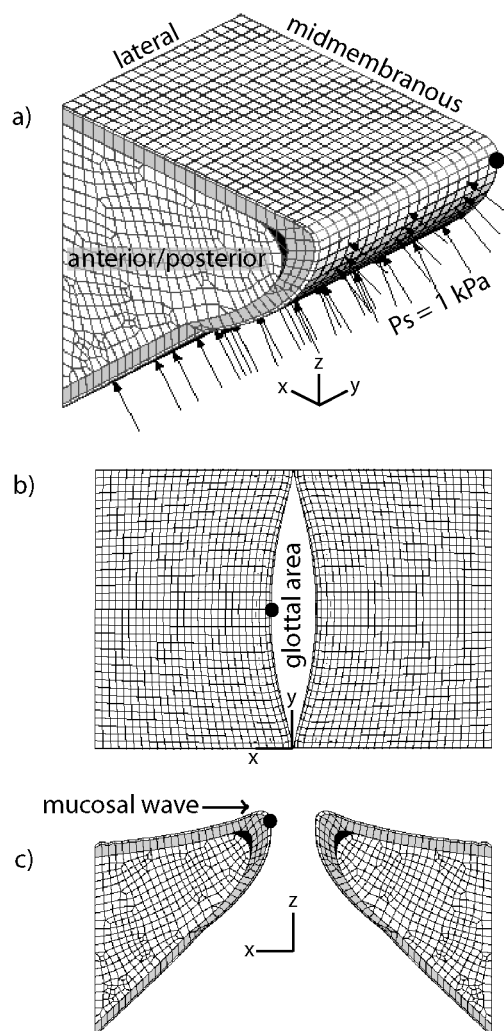 lateral
midmembranous
a)
anterior/posterior
Ps = 1 kPa
z
x
y
b)
glottal area
y
x
mucosal wave
c)
z
x